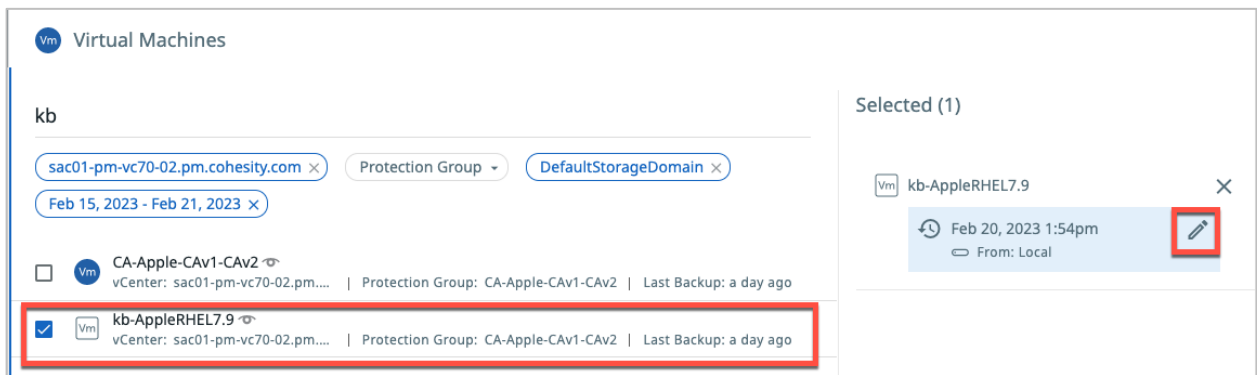 Vm Virtual Machines
kb
sac01-pm-vc70-02.pm.cohesity.com
Protection Group
DefaultStorageDomain
Feb 15, 2023 - Feb 21, 2023
Vm CA-Apple-CAv1-CAv2
vCenter: sac01-pm-vc70-02.pm.... | Protection Group: CA-Apple-CAv1-CAv2 | Last Backup: a day ago
Vm kb-AppleRHEL7.9
vCenter: sac01-pm-vc70-02.pm.... | Protection Group: CA-Apple-CAv1-CAv2 | Last Backup: a day ago
Selected (1)
Vm kb-AppleRHEL7.9
Feb 20, 2023 1:54pm
From: Local